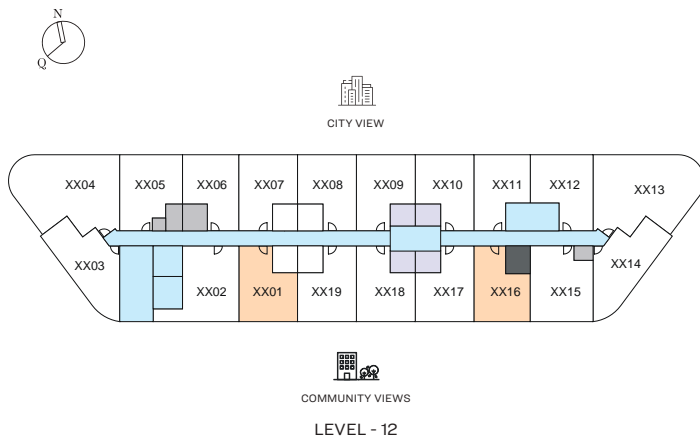 N
Q
CITY VIEW
XX04 XX05 XX06 XX07 XX08 XX09 XX10 XX11 XX12 XX13
XX03 XX02 XX01 XX19 XX18 XX17 XX16 XX15 XX14
COMMUNITY VIEWS
LEVEL - 12